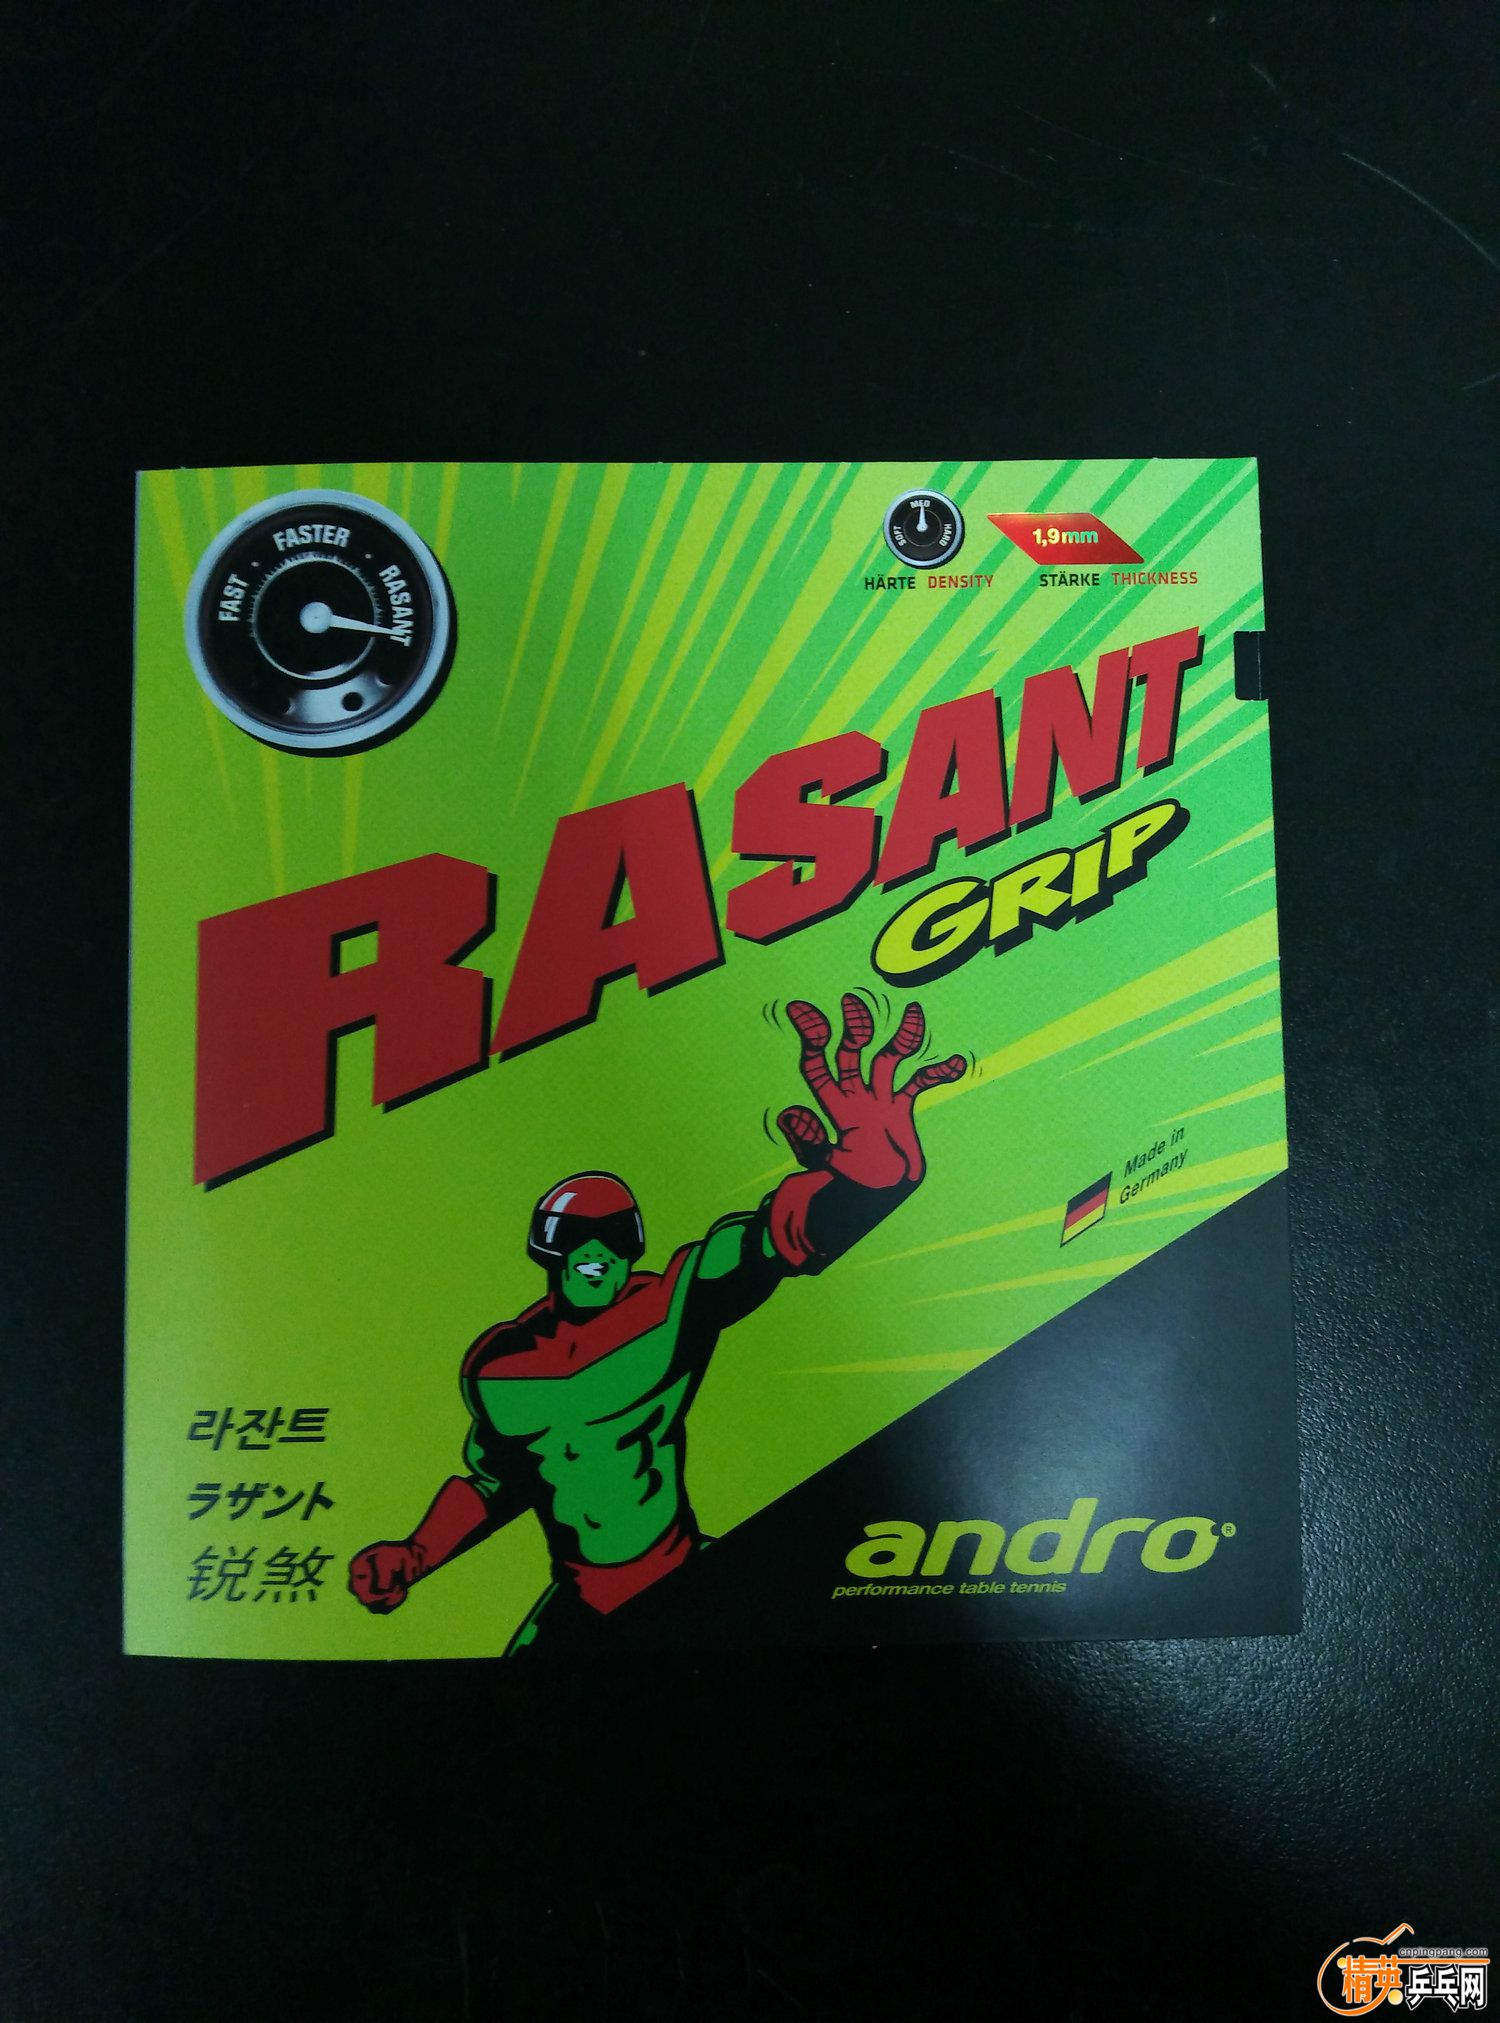 FAST FASTER RASANT
SOFT MED HARD
HÄRTE DENSITY
1,9mm
STÄRKE THICKNESS
RASANT
GRIP
Made in
Germany
라잔트
ラザント
锐煞
andro®
performance table tennis
cnpingpang.com
精英乒乓网